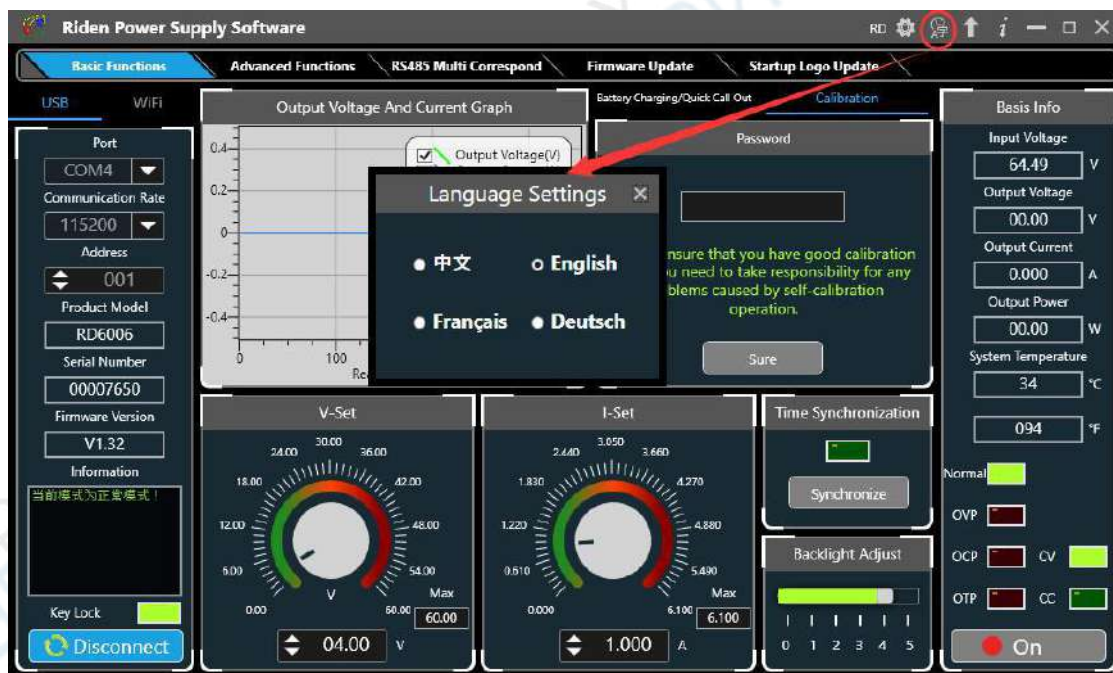 Riden Power Supply Software
RD
Basic Functions
Advanced Functions
RS485 Multi Correspond
Firmware Update
Startup Logo Update
USB
WiFi
Port
COM4
Communication Rate
115200
Address
001
Product Model
RD6006
Serial Number
00007650
Firmware Version
V1.32
Information
当前模式为正常模式！
Key Lock
Disconnect
Output Voltage And Current Graph
Output Voltage(V)
0.4
0.2
0
-0.2
-0.4
0
100
Language Settings
中文
English
Français
Deutsch
Battery Charging/Quick Call Out
Calibration
Password
nsure that you have good calibration
u need to take responsibility for any
blems caused by self-calibration
operation.
Sure
V-Set
0.00
6.00
12.00
18.00
24.00
30.00
36.00
42.00
48.00
54.00
60.00
V
Max
60.00
04.00 V
I-Set
0.000
0.610
1.220
1.830
2.440
3.050
3.660
4.270
4.880
5.490
6.100
A
Max
6.100
1.000 A
Time Synchronization
Synchronize
Backlight Adjust
0 1 2 3 4 5
Basis Info
Input Voltage
64.49 V
Output Voltage
00.00 V
Output Current
0.000 A
Output Power
00.00 W
System Temperature
34 °C
094 °F
Normal
OVP
OCP
CV
OTP
CC
On